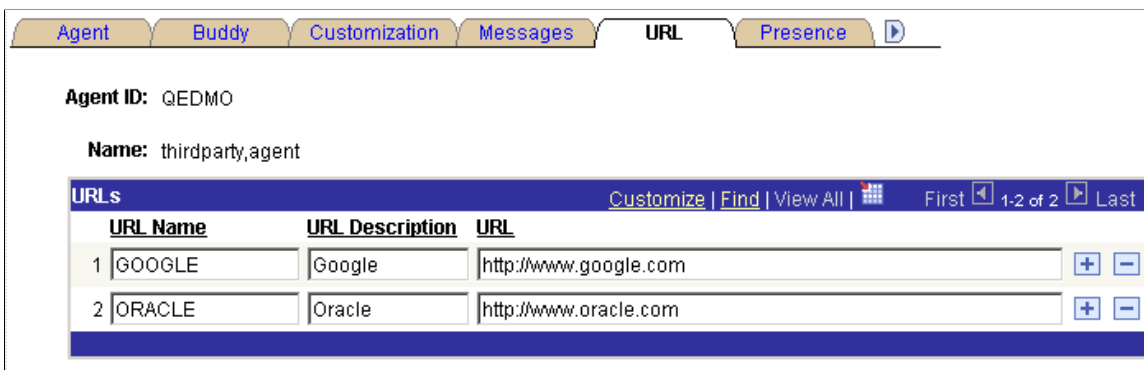 Agent Buddy Customization Messages URL Presence
Agent ID: QEDMO
Name: thirdparty,agent
URLs Customize | Find | View All | First 1-2 of 2 Last
URL Name URL Description URL
1 GOOGLE Google http://www.google.com
2 ORACLE Oracle http://www.oracle.com